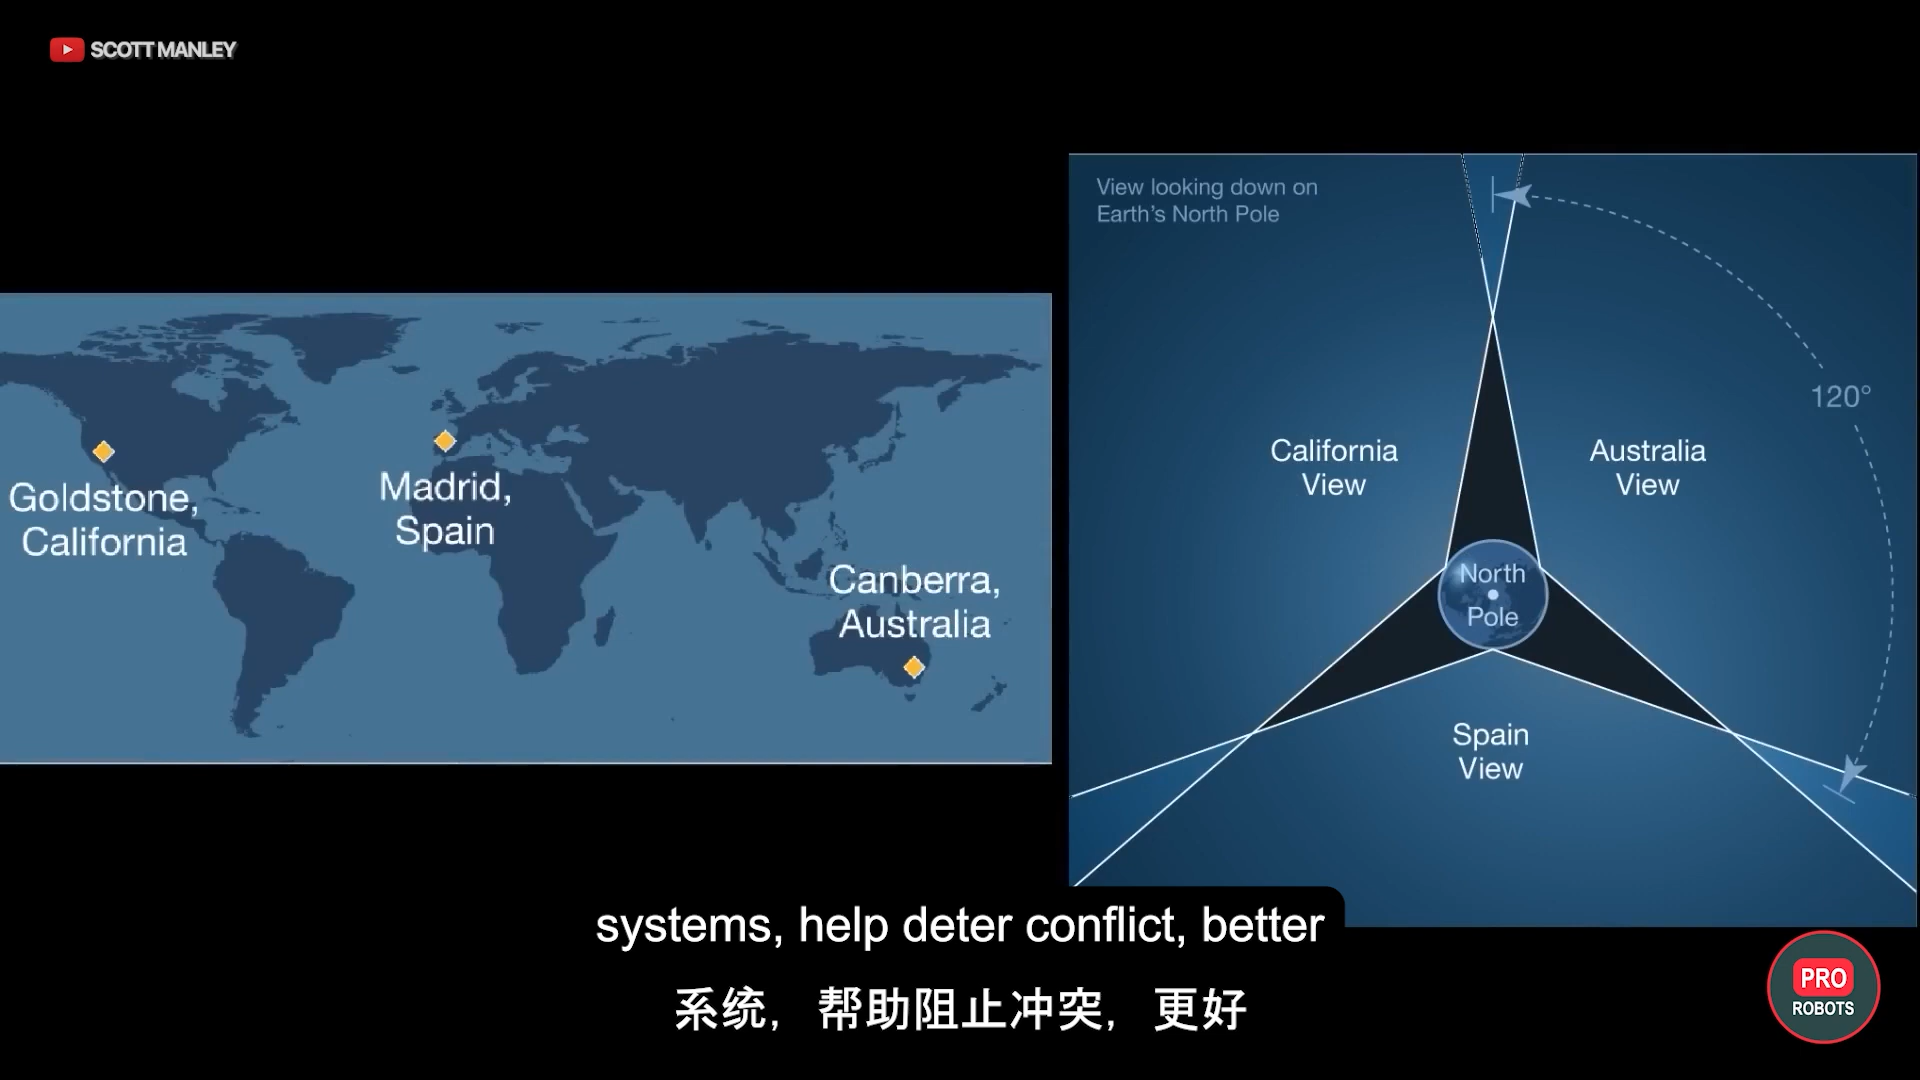 SCOTT MANLEY
View looking down on
Earth's North Pole
120°
California
View
Australia
View
Goldstone,
California
Madrid,
Spain
Canberra,
Australia
North
Pole
Spain
View
systems, help deter conflict, better
系统，帮助阻止冲突，更好
PRO
ROBOTS